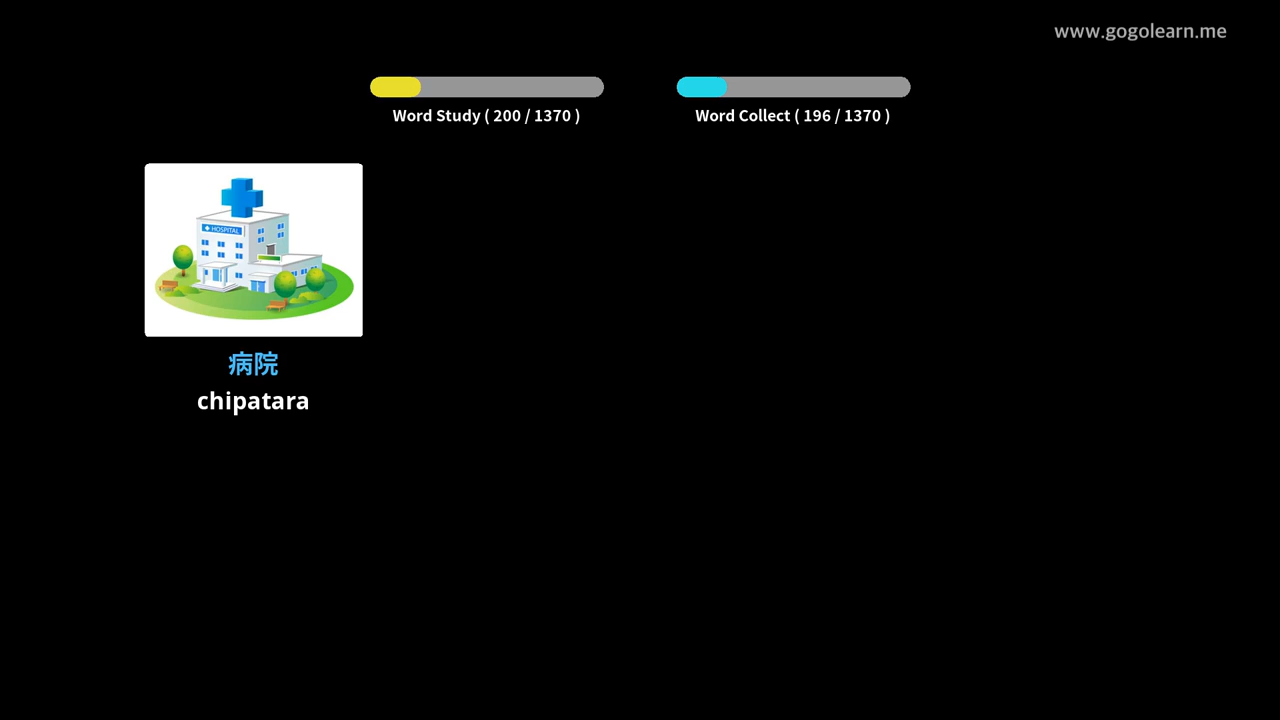 www.gogolearn.me
Word Study ( 200 / 1370 )
Word Collect ( 196 / 1370 )
HOSPITAL
病院
chipatara